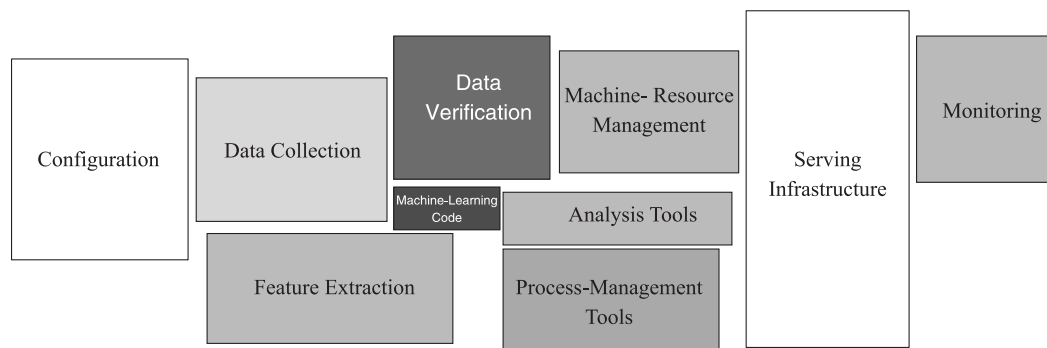 Configuration
Data Collection
Data
Verification
Machine- Resource
Management
Serving
Infrastructure
Monitoring
Machine-Learning
Code
Analysis Tools
Feature Extraction
Process-Management
Tools